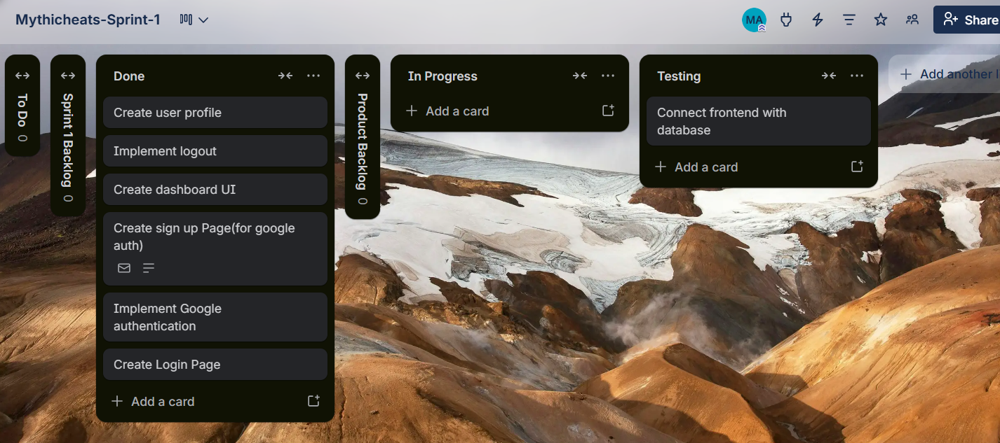 Mythicheats-Sprint-1
MA
Share
To Do 0
Sprint 1 Backlog 0
Done
Create user profile
Implement logout
Create dashboard UI
Create sign up Page(for google
auth)
Implement Google
authentication
Create Login Page
Add a card
Product Backlog 0
In Progress
Add a card
Testing
Connect frontend with
database
Add a card
Add another l